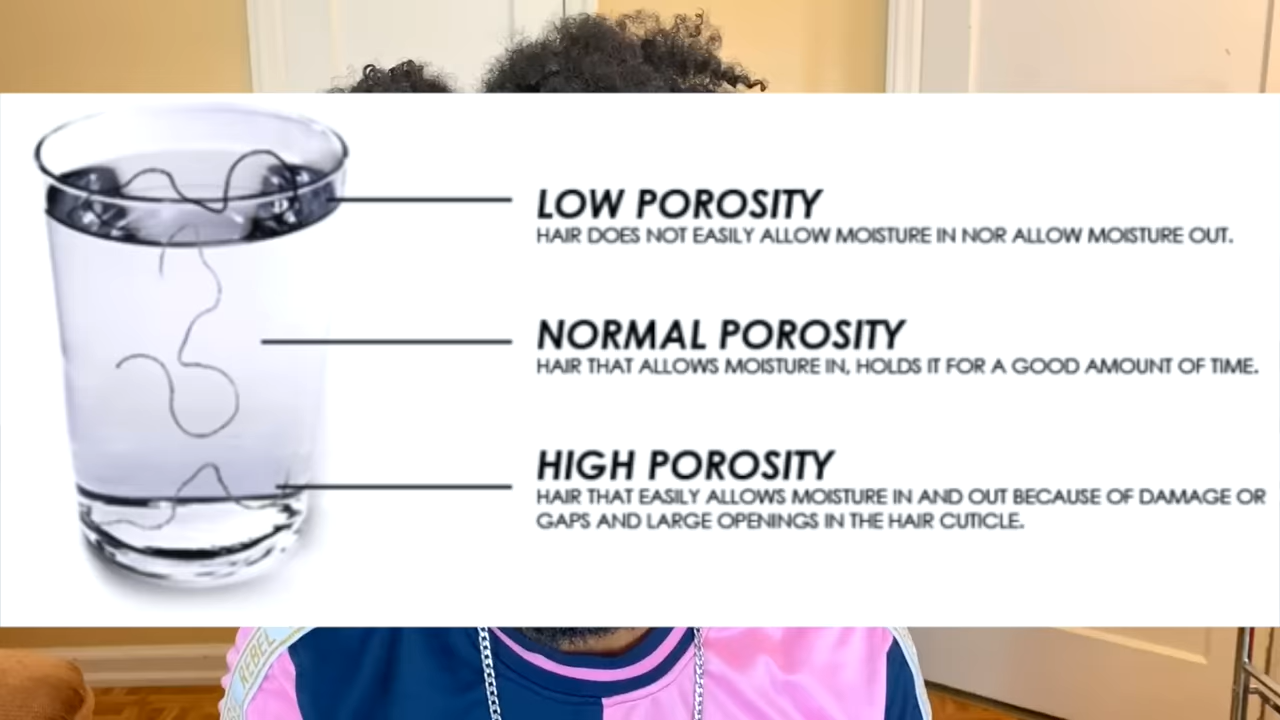 LOW POROSITY
HAIR DOES NOT EASILY ALLOW MOISTURE IN NOR ALLOW MOISTURE OUT.
NORMAL POROSITY
HAIR THAT ALLOWS MOISTURE IN, HOLDS IT FOR A GOOD AMOUNT OF TIME.
HIGH POROSITY
HAIR THAT EASILY ALLOWS MOISTURE IN AND OUT BECAUSE OF DAMAGE OR
GAPS AND LARGE OPENINGS IN THE HAIR CUTICLE.
REBEL